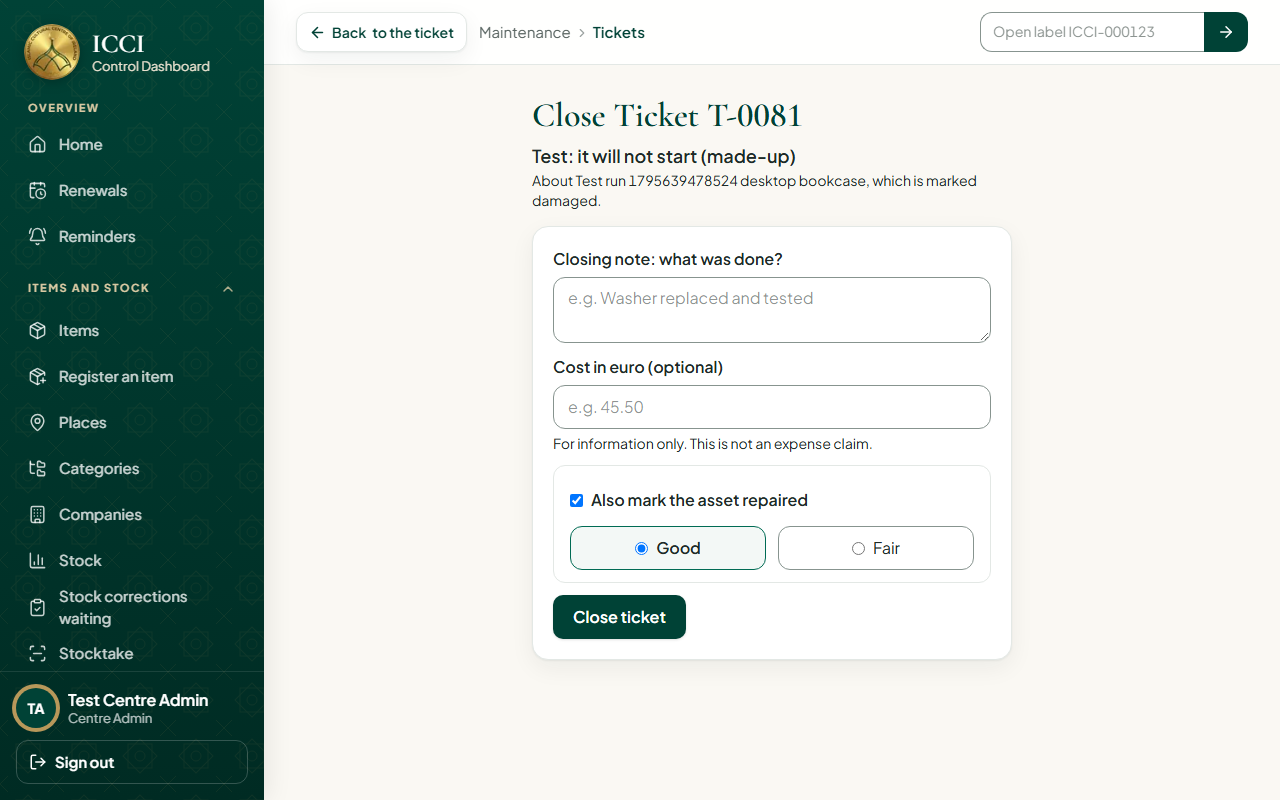 ICCI
Control Dashboard
OVERVIEW
Home
Renewals
Reminders
ITEMS AND STOCK
Items
Register an item
Places
Categories
Companies
Stock
Stock corrections
waiting
Stocktake
TA
Test Centre Admin
Centre Admin
Sign out
Back to the ticket
Maintenance > Tickets
Open label ICCI-000123
Close Ticket T-0081
Test: it will not start (made-up)
About Test run 1795639478524 desktop bookcase, which is marked
damaged.
Closing note: what was done?
e.g. Washer replaced and tested
Cost in euro (optional)
e.g. 45.50
For information only. This is not an expense claim.
Also mark the asset repaired
Good
Fair
Close ticket